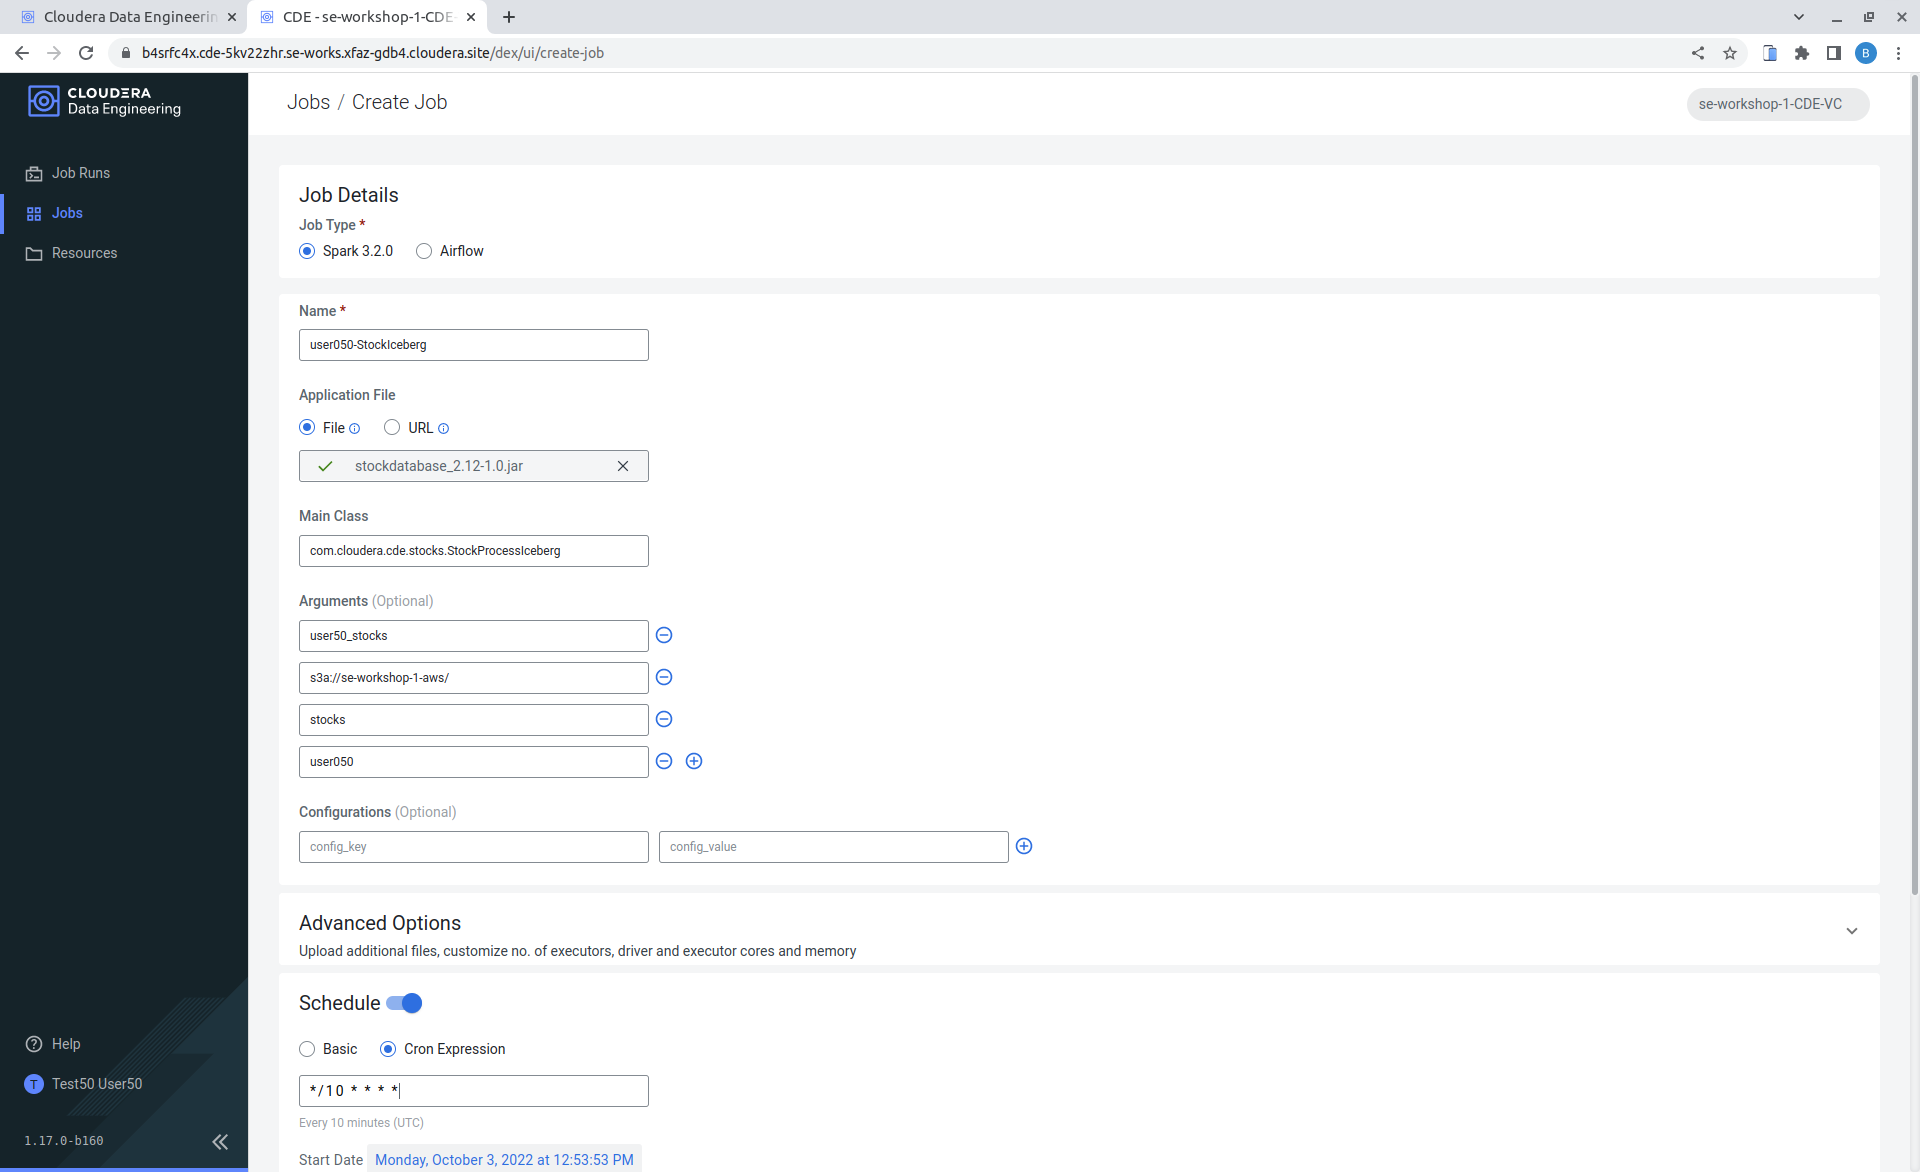 Cloudera Data Engineerin
CDE - se-workshop-1-CDE-
b4srfc4x.cde-5kv22zhr.se-works.xfaz-gdb4.cloudera.site/dex/ui/create-job
B
CLOUDERA
Data Engineering
Jobs / Create Job
se-workshop-1-CDE-VC
Job Runs
Jobs
Resources
Job Details
Job Type *
Spark 3.2.0
Airflow
Name *
user050-StockIceberg
Application File
File
URL
stockdatabase_2.12-1.0.jar
Main Class
com.cloudera.cde.stocks.StockProcessIceberg
Arguments (Optional)
user50_stocks
s3a://se-workshop-1-aws/
stocks
user050
Configurations (Optional)
config_key
config_value
Advanced Options
Upload additional files, customize no. of executors, driver and executor cores and memory
Schedule
Basic
Cron Expression
*/10 * * * *
Every 10 minutes (UTC)
Start Date Monday, October 3, 2022 at 12:53:53 PM
Help
T Test50 User50
1.17.0-b160